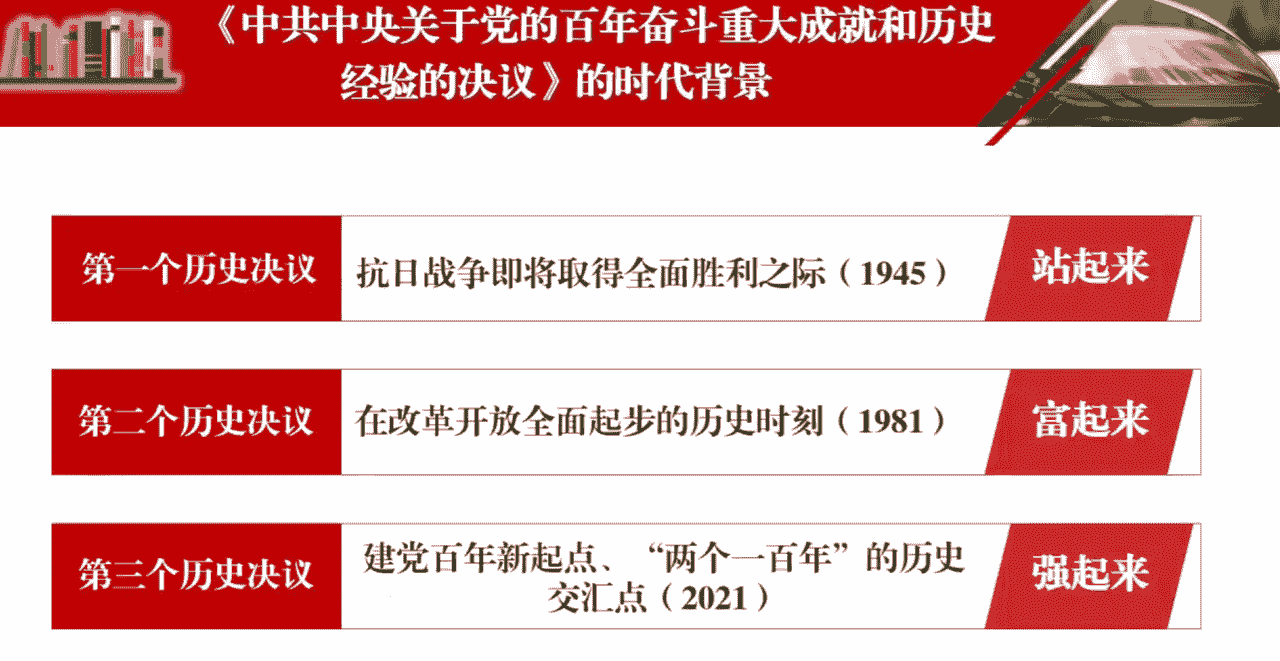 《中共中央关于党的百年奋斗重大成就和历史
经验的决议》的时代背景
第一个历史决议
抗日战争即将取得全面胜利之际（1945）
站起来
第二个历史决议
在改革开放全面起步的历史时刻（1981）
富起来
第三个历史决议
建党百年新起点、“两个一百年”的历史
交汇点（2021）
强起来